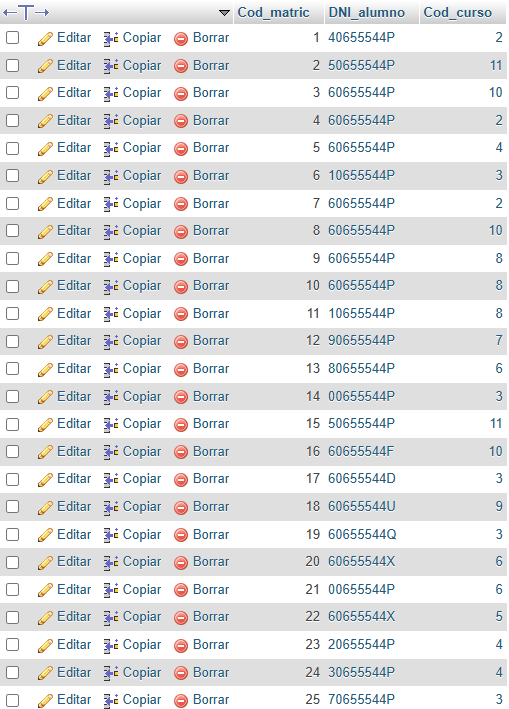 Cod_matric DNI_alumno Cod_curso
Editar Copiar Borrar 1 40655544P 2
Editar Copiar Borrar 2 50655544P 11
Editar Copiar Borrar 3 60655544P 10
Editar Copiar Borrar 4 60655544P 2
Editar Copiar Borrar 5 60655544P 4
Editar Copiar Borrar 6 10655544P 3
Editar Copiar Borrar 7 60655544P 2
Editar Copiar Borrar 8 60655544P 10
Editar Copiar Borrar 9 60655544P 8
Editar Copiar Borrar 10 60655544P 8
Editar Copiar Borrar 11 10655544P 8
Editar Copiar Borrar 12 90655544P 7
Editar Copiar Borrar 13 80655544P 6
Editar Copiar Borrar 14 00655544P 3
Editar Copiar Borrar 15 50655544P 11
Editar Copiar Borrar 16 60655544F 10
Editar Copiar Borrar 17 60655544D 3
Editar Copiar Borrar 18 60655544U 9
Editar Copiar Borrar 19 60655544Q 3
Editar Copiar Borrar 20 60655544X 6
Editar Copiar Borrar 21 00655544P 6
Editar Copiar Borrar 22 60655544X 5
Editar Copiar Borrar 23 20655544P 4
Editar Copiar Borrar 24 30655544P 4
Editar Copiar Borrar 25 70655544P 3